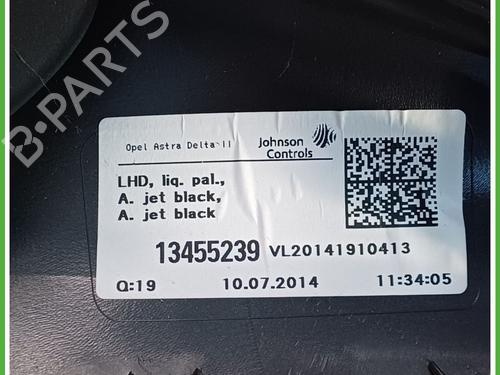 B-PARTS
Opel Astra Delta II
Johnson
Controls
LHD, liq. pal.,
A. jet black,
A. jet black
13455239 VL20141910413
Q:19 10.07.2014 11:34:05